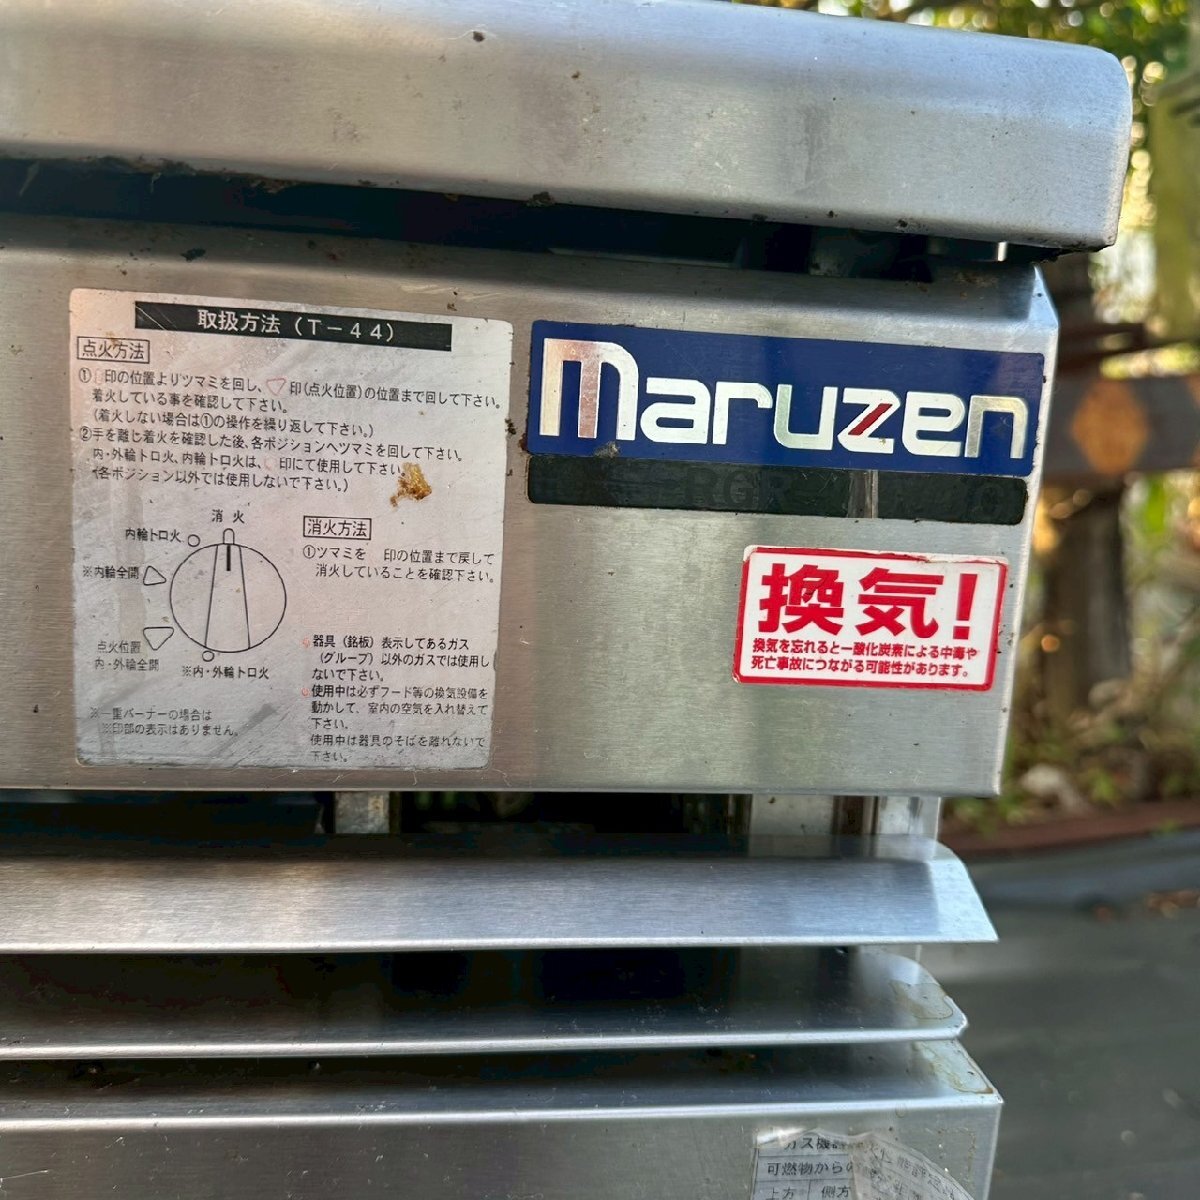 取扱方法(T-44)
点火方法
① 印の位置よりツマミを回し、▽印(点火位置)の位置まで回して下さい。
着火している事を確認して下さい。
(着火しない場合は①の操作を繰り返して下さい。)
②手を離し着火を確認した後、各ポジションへツマミを回して下さい。
内・外輪トロ火、内輪トロ火は、 印にて使用して下さい。
(各ポジション以外では使用しないで下さい。)
消火
内輪トロ火
※内輪全開
点火位置
内・外輪全開
※内・外輪トロ火
※一重バーナーの場合は
※印部の表示はありません。
消火方法
①ツマミを 印の位置まで戻して
消火していることを確認下さい。
器具(銘板)表示してあるガス
(グループ)以外のガスでは使用し
ないで下さい。
使用中は必ずフード等の換気設備を
動かして、室内の空気を入れ替えて
下さい。
使用中は器具のそばを離れないで
下さい。
maruzen
換気!
換気を忘れると一酸化炭素による中毒や
死亡事故につながる可能性があります。
ガス機器
可燃物からの
上方 側方